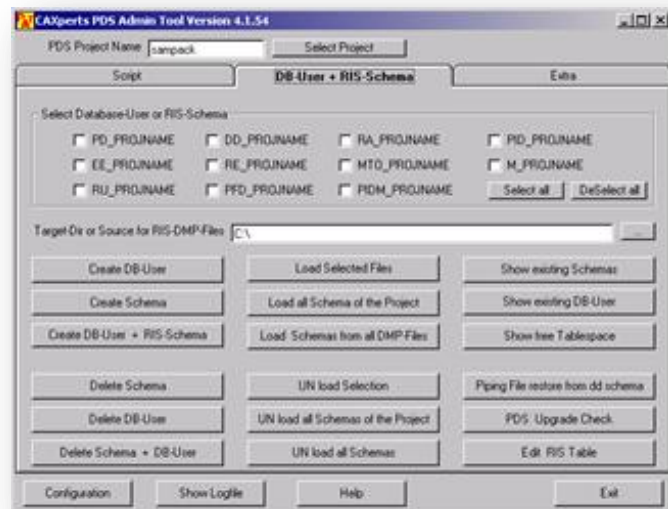 CAXperts PDS Admin Tool Version 4.1.54
PDS Project Name sampack Select Project
Script DB-User + RIS-Schema Extra
Select Database-User or RIS-Schema
PD_PROJNAME DD_PROJNAME RA_PROJNAME PID_PROJNAME
EE_PROJNAME RE_PROJNAME MTO_PROJNAME M_PROJNAME
RU_PROJNAME PFD_PROJNAME PIDM_PROJNAME Select all DeSelect all
Target-Dir or Source for RIS-DMP-Files C:\ ...
Create DB-User Load Selected Files Show existing Schemas
Create Schema Load all Schema of the Project Show existing DB-User
Create DB-User + RIS-Schema Load Schemas from all DMP-Files Show free Tablespace
Delete Schema UN load Selection Piping File restore from dd schema
Delete DB-User UN load all Schemas of the Project PDS Upgrade Check
Delete Schema + DB-User UN load all Schemas Edit RIS Table
Configuration Show Logfile Help Exit